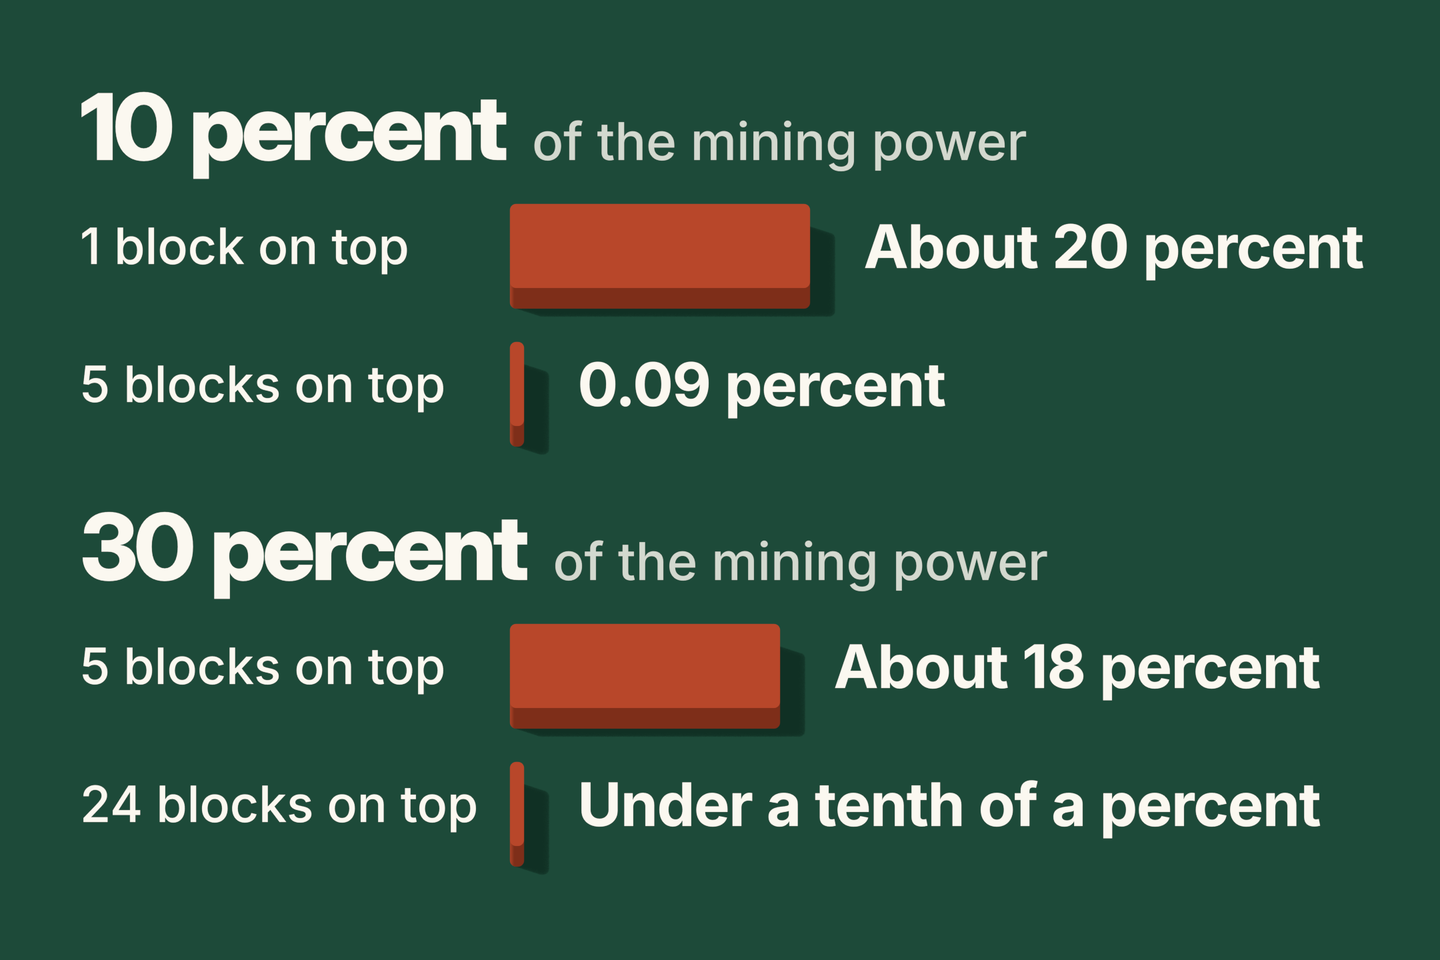 10 percent of the mining power
1 block on top About 20 percent
5 blocks on top 0.09 percent
30 percent of the mining power
5 blocks on top About 18 percent
24 blocks on top Under a tenth of a percent